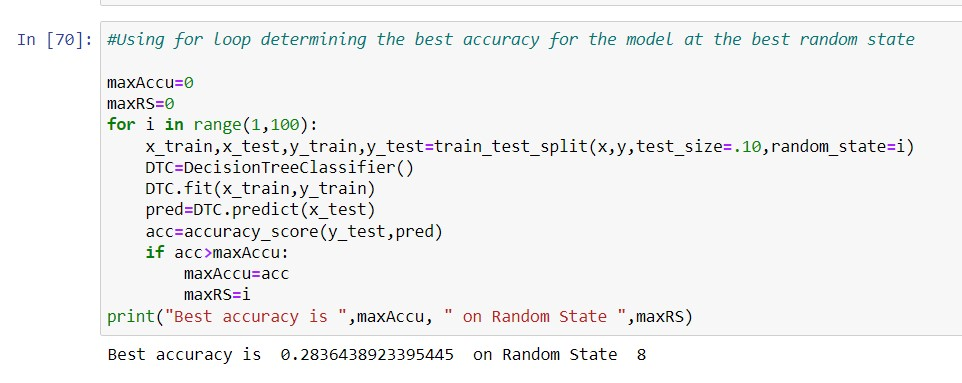 In [70]: #Using for loop determining the best accuracy for the model at the best random state
maxAccu=0
maxRS=0
for i in range(1,100):
    x_train,x_test,y_train,y_test=train_test_split(x,y,test_size=.10,random_state=i)
    DTC=DecisionTreeClassifier()
    DTC.fit(x_train,y_train)
    pred=DTC.predict(x_test)
    acc=accuracy_score(y_test,pred)
    if acc>maxAccu:
        maxAccu=acc
        maxRS=i
print("Best accuracy is ",maxAccu, " on Random State ",maxRS)
Best accuracy is  0.2836438923395445  on Random State  8